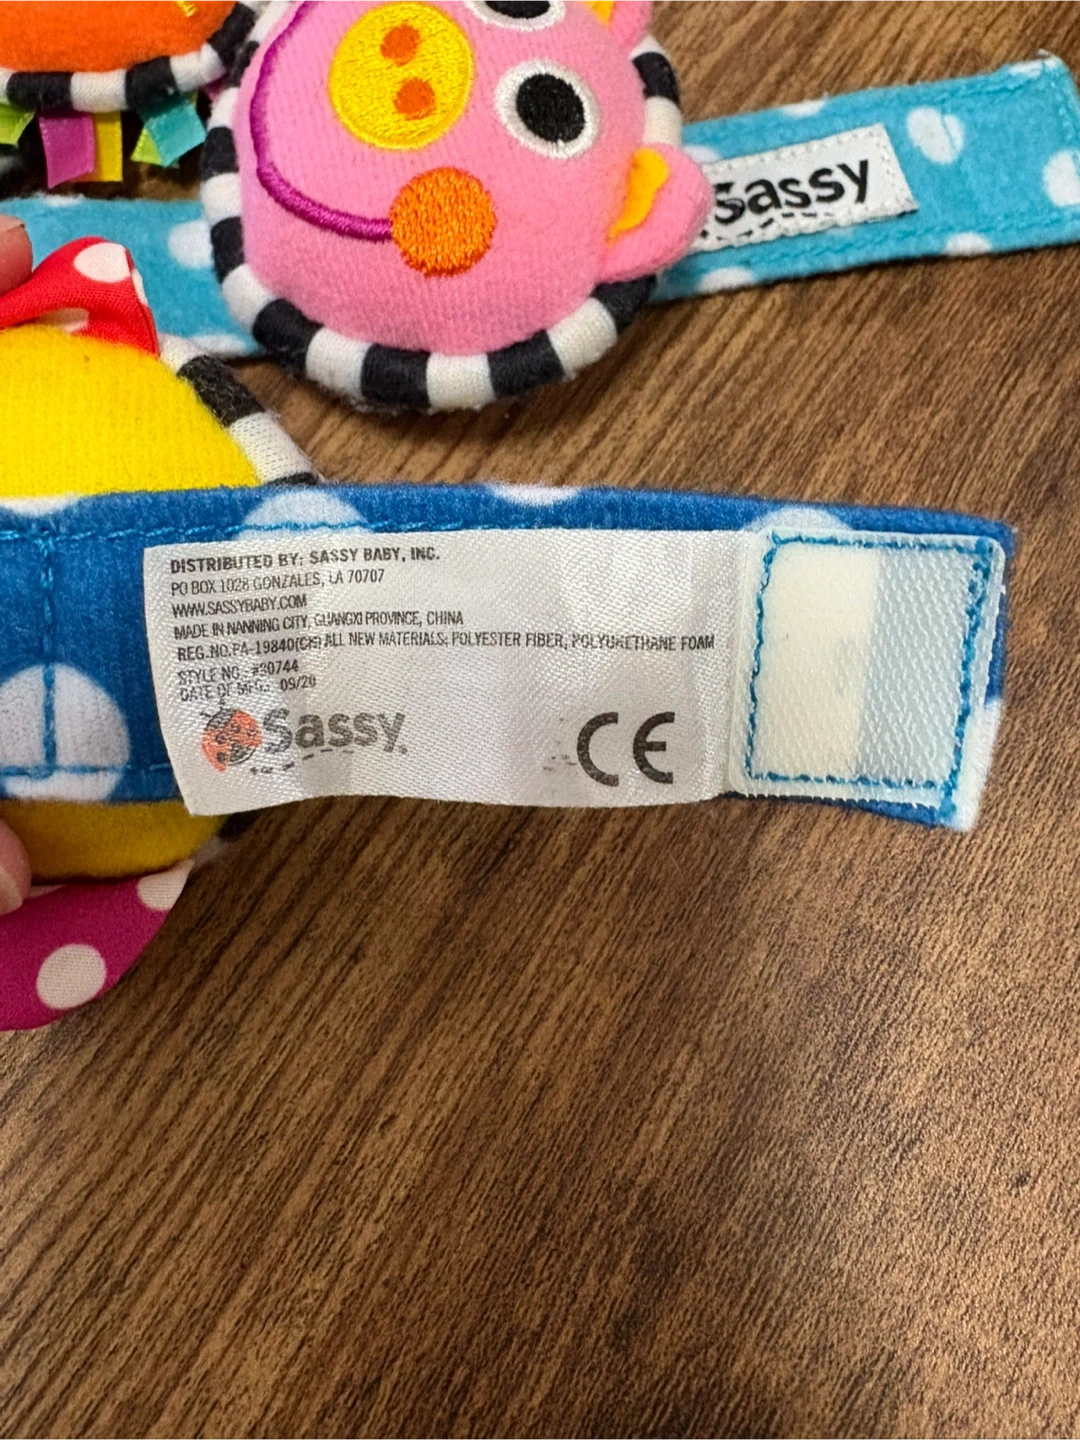 Sassy
DISTRIBUTED BY: SASSY BABY, INC.
PO BOX 1028 GONZALES, LA 70707
WWW.SASSYBABY.COM
MADE IN NANNING CITY, GUANGXI PROVINCE, CHINA
REG.NO.PA-19840(CN) ALL NEW MATERIALS: POLYESTER FIBER, POLYURETHANE FOAM
STYLE NO.: #80744
DATE OF MFG.: 09/20
Sassy
CE